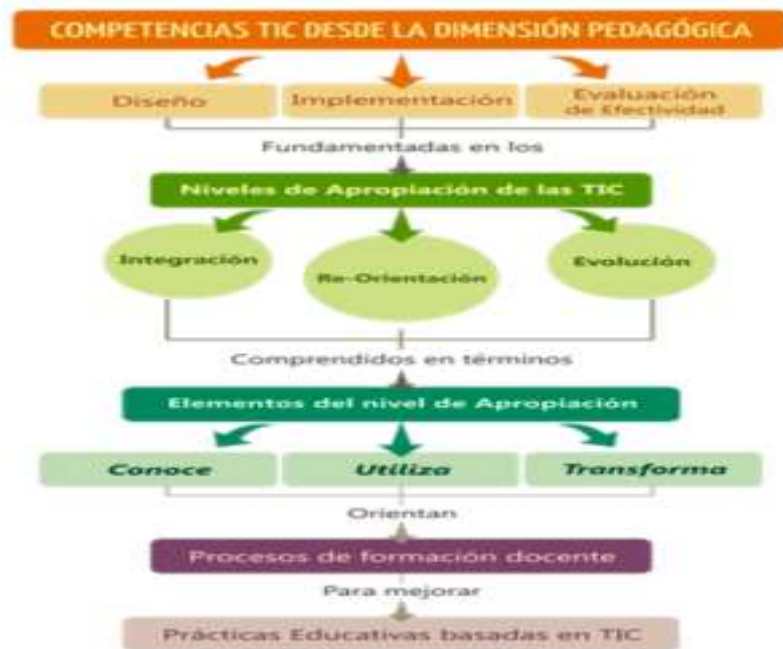 COMPETENCIAS TIC DESDE LA DIMENSIÓN PEDAGÓGICA
Diseño
Implementación
Evaluación
de Efectividad
Fundamentadas en los
Niveles de Apropiación de las TIC
Integración
Re-Orientación
Evolución
Comprendidos en términos
Elementos del nivel de Apropiación
Conoce
Utiliza
Transforma
Orientan
Procesos de formación docente
Para mejorar
Prácticas Educativas basadas en TIC